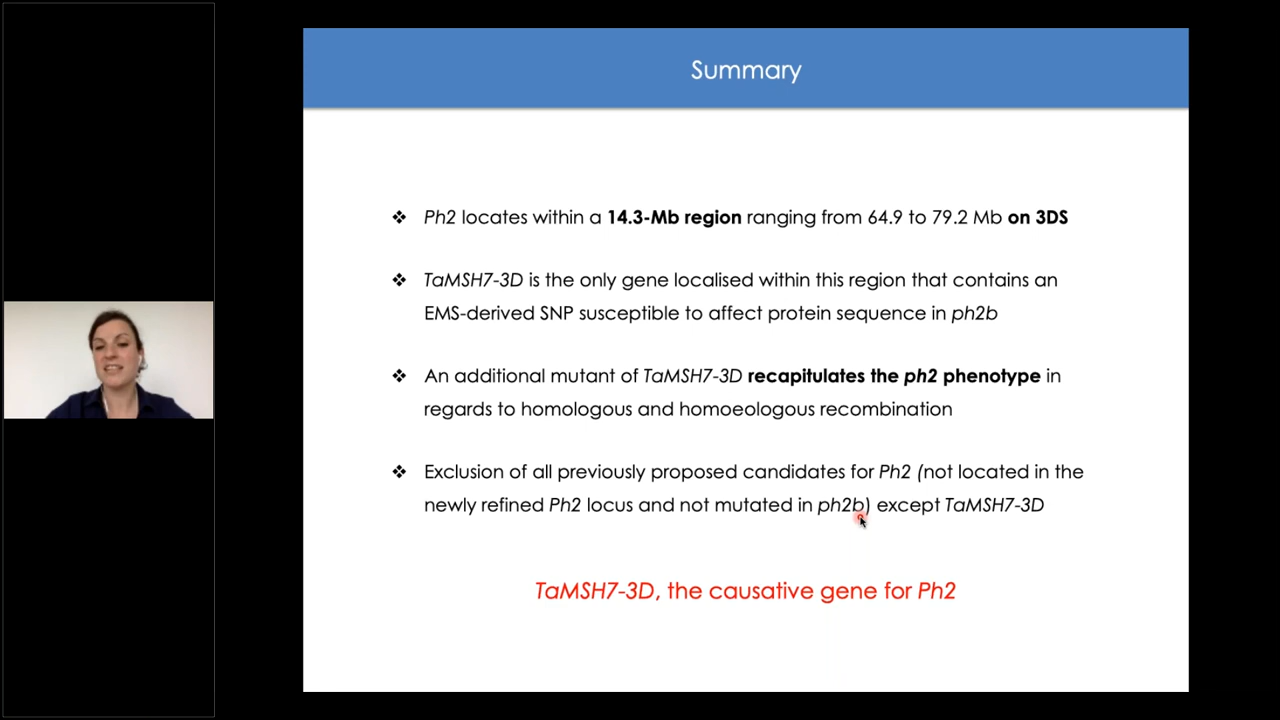 Summary
❖ Ph2 locates within a 14.3-Mb region ranging from 64.9 to 79.2 Mb on 3DS
❖ TaMSH7-3D is the only gene localised within this region that contains an
EMS-derived SNP susceptible to affect protein sequence in ph2b
❖ An additional mutant of TaMSH7-3D recapitulates the ph2 phenotype in
regards to homologous and homoeologous recombination
❖ Exclusion of all previously proposed candidates for Ph2 (not located in the
newly refined Ph2 locus and not mutated in ph2b) except TaMSH7-3D
TaMSH7-3D, the causative gene for Ph2